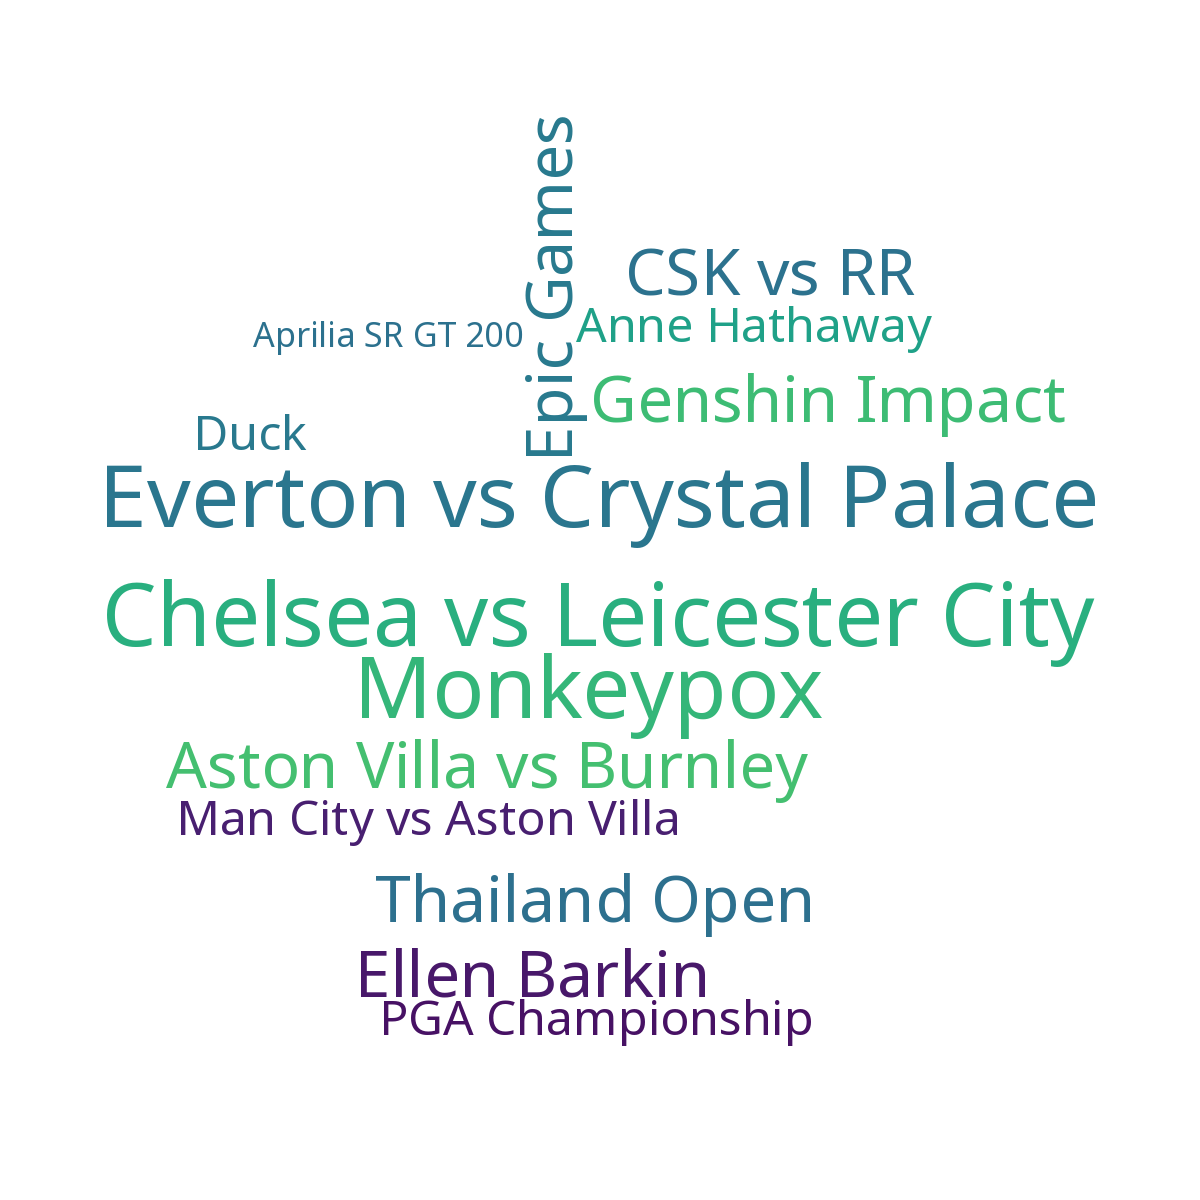 Epic Games
CSK vs RR
Anne Hathaway
Aprilia SR GT 200
Genshin Impact
Duck
Everton vs Crystal Palace
Chelsea vs Leicester City
Monkeypox
Aston Villa vs Burnley
Man City vs Aston Villa
Thailand Open
Ellen Barkin
PGA Championship